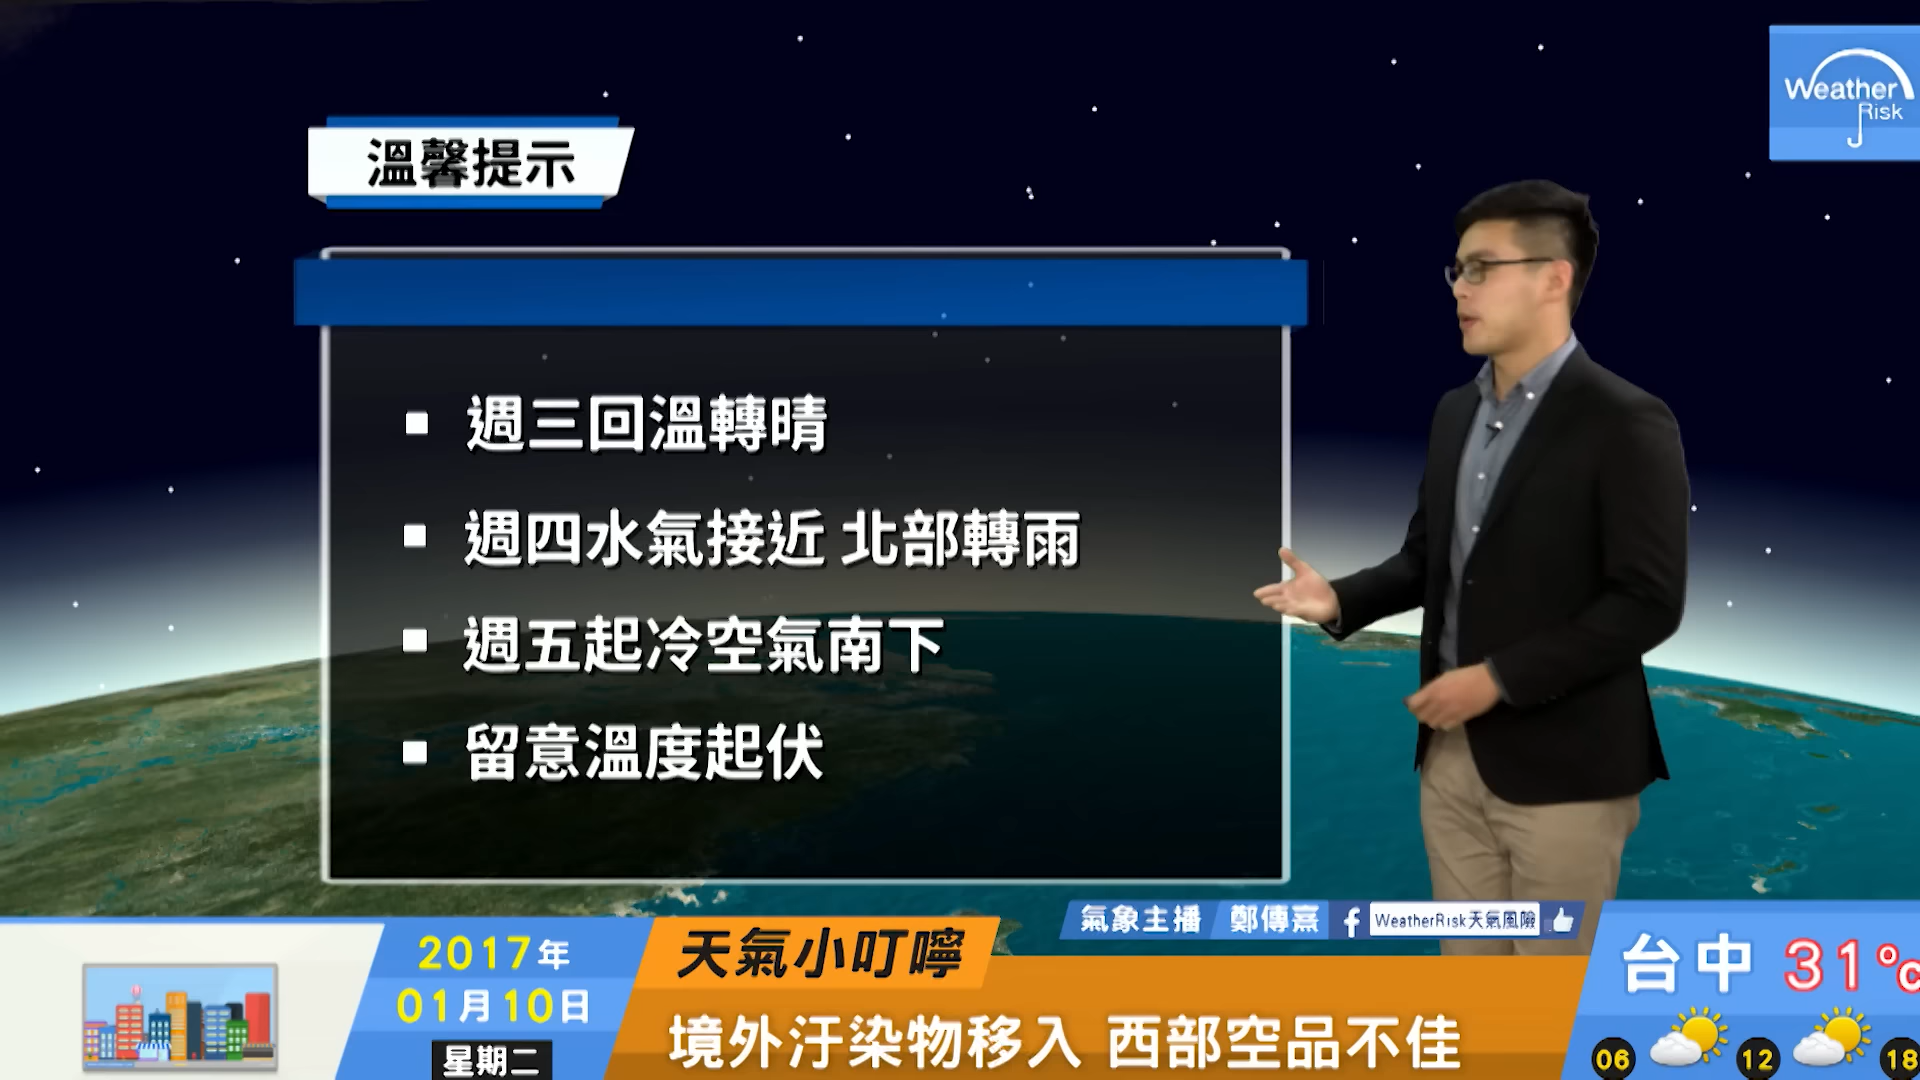 Weather
Risk
溫馨提示
週三回溫轉晴
週四水氣接近 北部轉雨
週五起冷空氣南下
留意溫度起伏
氣象主播 鄭傳熹 f WeatherRisk天氣風險
2017年
01月10日
星期二
天氣小叮嚀
境外汙染物移入 西部空品不佳
台中 31°c
06 12 18